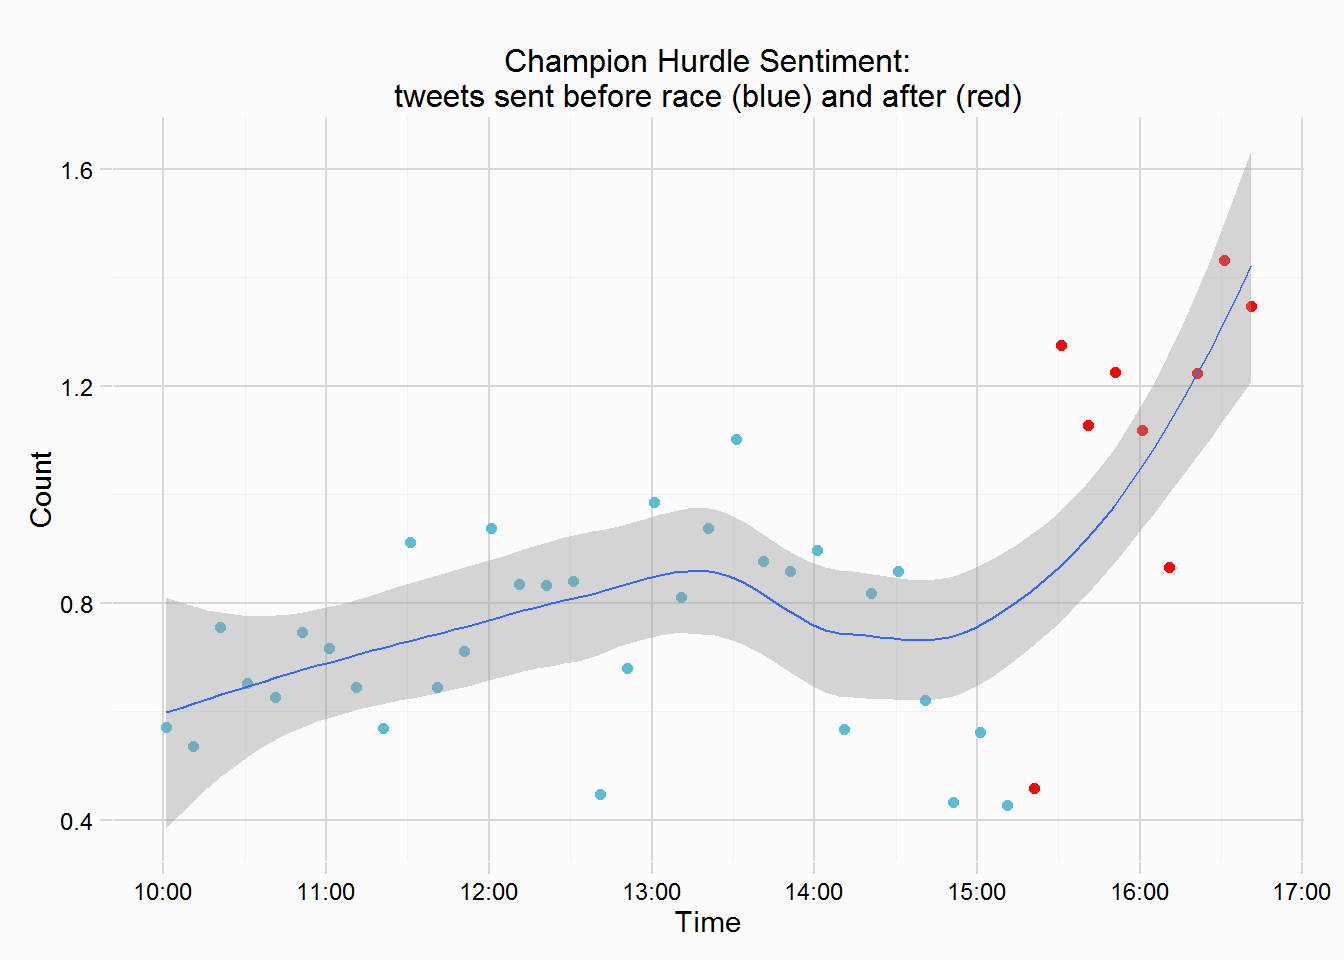 Champion Hurdle Sentiment:
tweets sent before race (blue) and after (red)
1.6
1.2
0.8
0.4
Count
10:00 11:00 12:00 13:00 14:00 15:00 16:00 17:00
Time